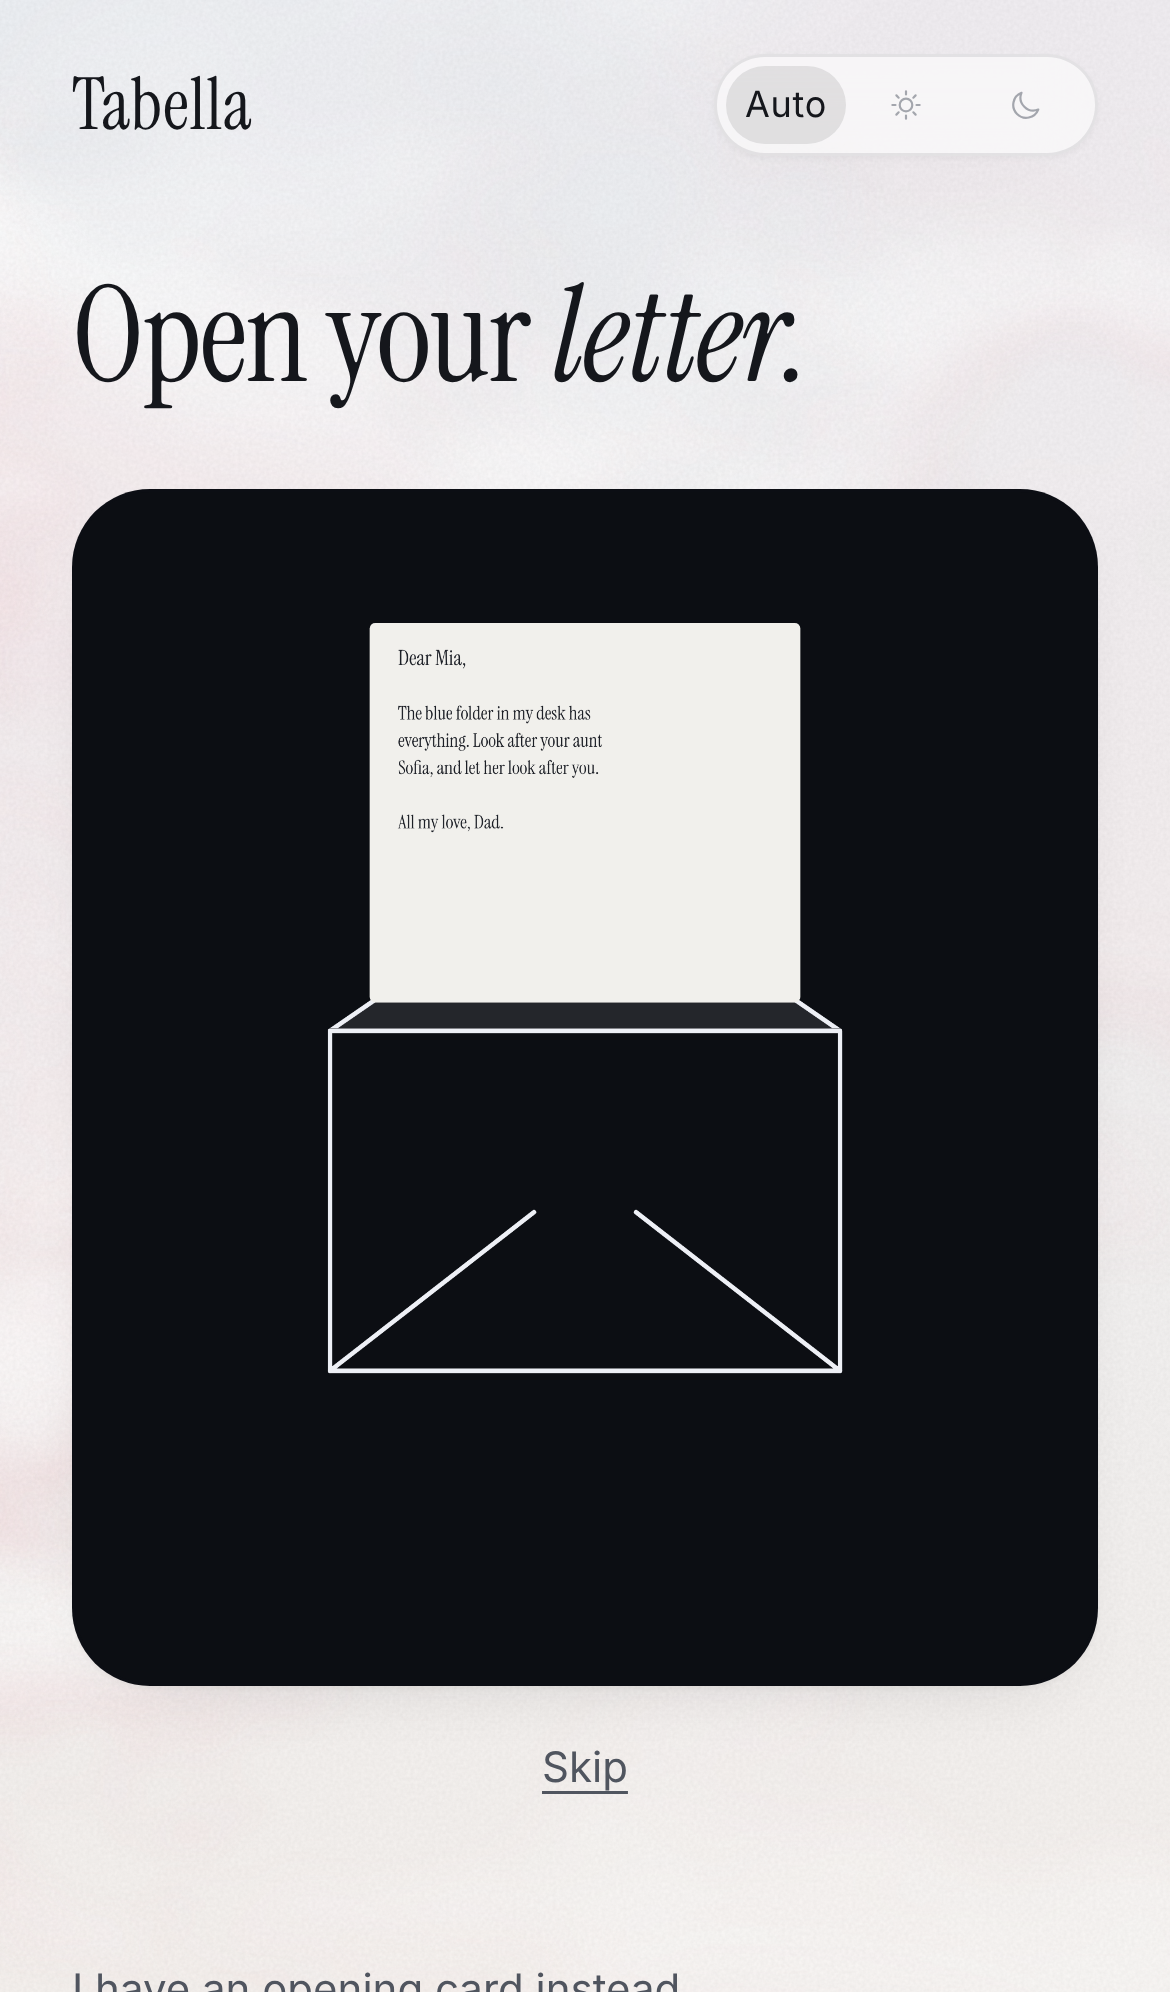 Tabella
Auto
Open your letter.
Dear Mia,
The blue folder in my desk has
everything. Look after your aunt
Sofia, and let her look after you.
All my love, Dad.
Skip
I have an opening card instead